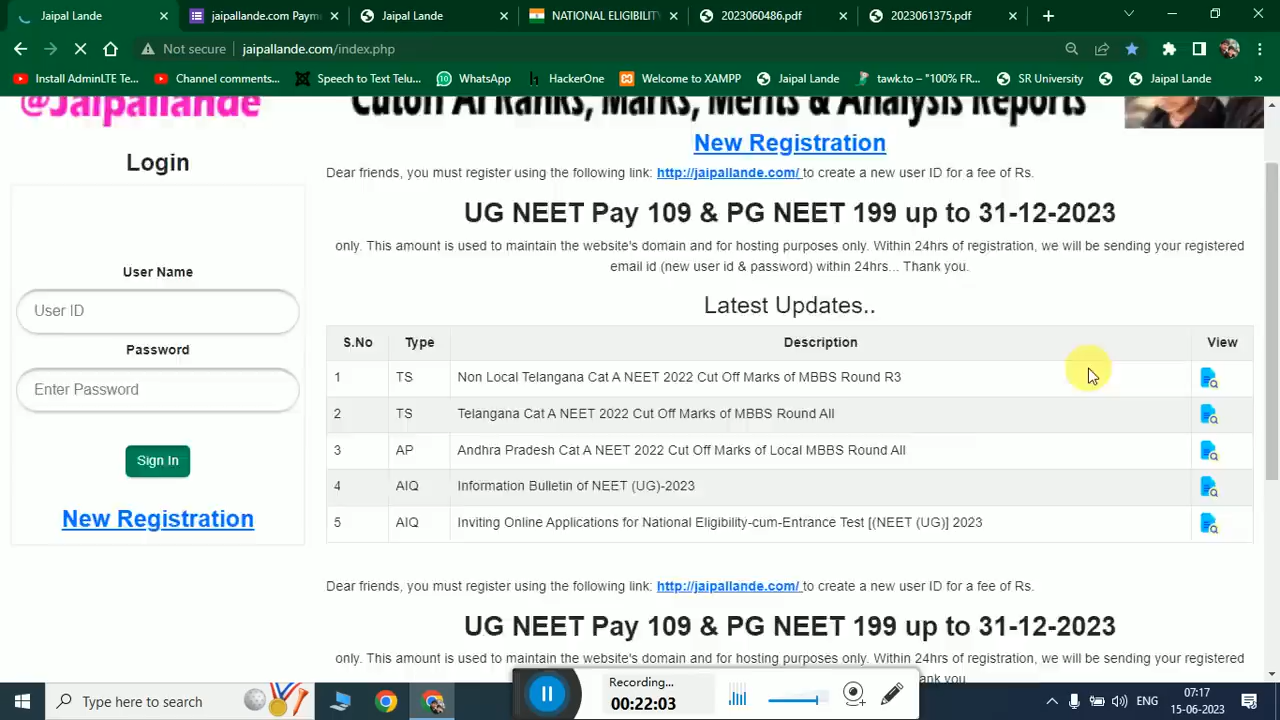 Jaipal Lande
jaipallande.com Paym
Jaipal Lande
NATIONAL ELIGIBILITY
2023060486.pdf
2023061375.pdf
Not secure
jaipallande.com/index.php
Install AdminLTE Te...
Channel comments...
Speech to Text Telu...
WhatsApp
HackerOne
Welcome to XAMPP
Jaipal Lande
tawk.to – "100% FR...
SR University
Jaipal Lande
»
@Jaipallande
Cutoff AI Ranks, Marks, Merits & Analysis Reports
New Registration
Login
Dear friends, you must register using the following link: http://jaipallande.com/ to create a new user ID for a fee of Rs.
UG NEET Pay 109 & PG NEET 199 up to 31-12-2023
only. This amount is used to maintain the website's domain and for hosting purposes only. Within 24hrs of registration, we will be sending your registered
email id (new user id & password) within 24hrs... Thank you.
User Name
User ID
Password
Enter Password
Sign In
New Registration
Latest Updates..
S.No Type Description View
1 TS Non Local Telangana Cat A NEET 2022 Cut Off Marks of MBBS Round R3
2 TS Telangana Cat A NEET 2022 Cut Off Marks of MBBS Round All
3 AP Andhra Pradesh Cat A NEET 2022 Cut Off Marks of Local MBBS Round All
4 AIQ Information Bulletin of NEET (UG)-2023
5 AIQ Inviting Online Applications for National Eligibility-cum-Entrance Test [(NEET (UG)] 2023
Dear friends, you must register using the following link: http://jaipallande.com/ to create a new user ID for a fee of Rs.
UG NEET Pay 109 & PG NEET 199 up to 31-12-2023
only. This amount is used to maintain the website's domain and for hosting purposes only. Within 24hrs of registration, we will be sending your registered
ank you
Type here to search
Recording...
00:22:03
ENG
07:17
15-06-2023